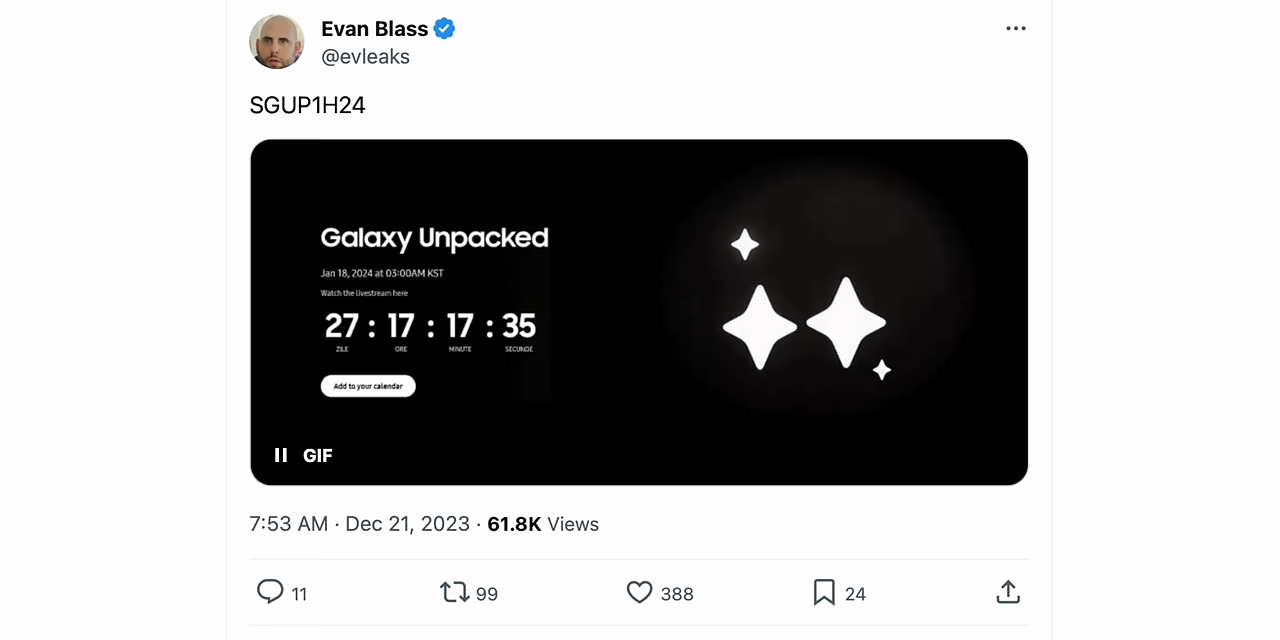 Evan Blass
@evleaks
SGUP1H24
Galaxy Unpacked
Jan 18, 2024 at 03:00AM KST
Watch the livestream here
27 : 17 : 17 : 35
ZILE ORE MINUTE SECUNDE
Add to your calendar
GIF
7:53 AM · Dec 21, 2023 · 61.8K Views
11 99 388 24